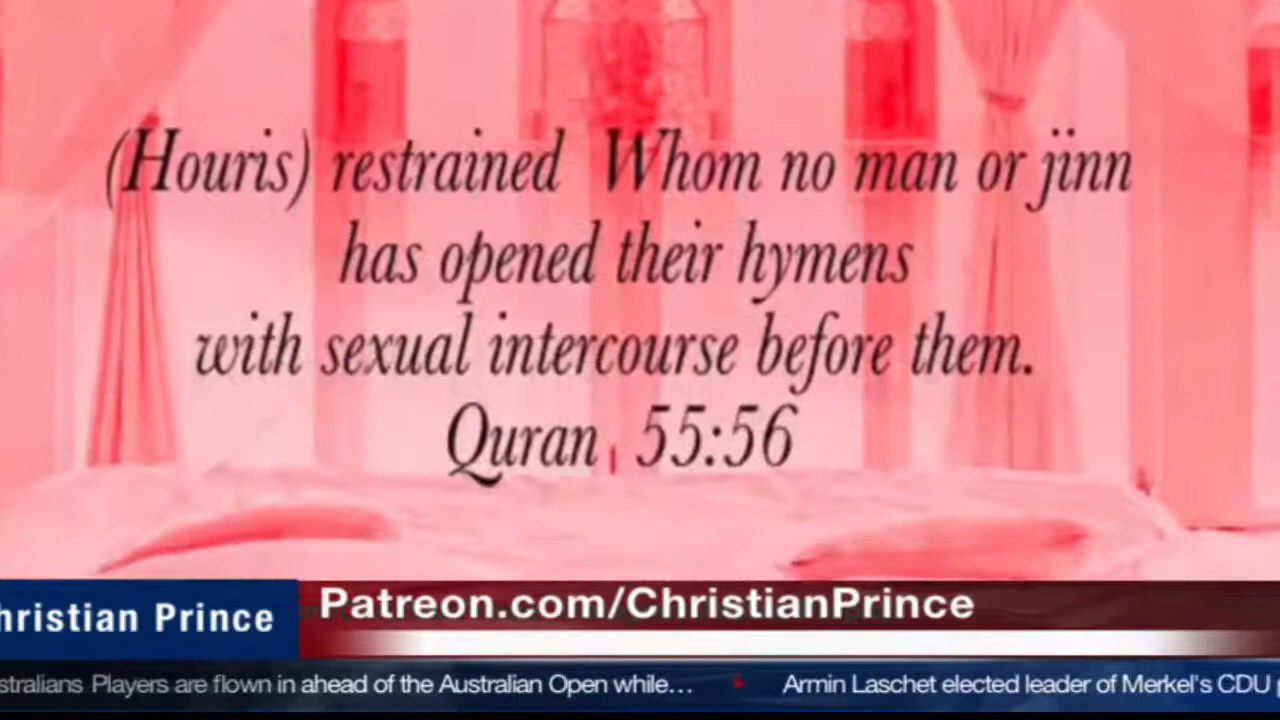 (Houris) restrained Whom no man or jinn
has opened their hymens
with sexual intercourse before them.
Quran 55:56
hristian Prince
Patreon.com/ChristianPrince
stralians Players are flown in ahead of the Australian Open while... • Armin Laschet elected leader of Merkel's CDU